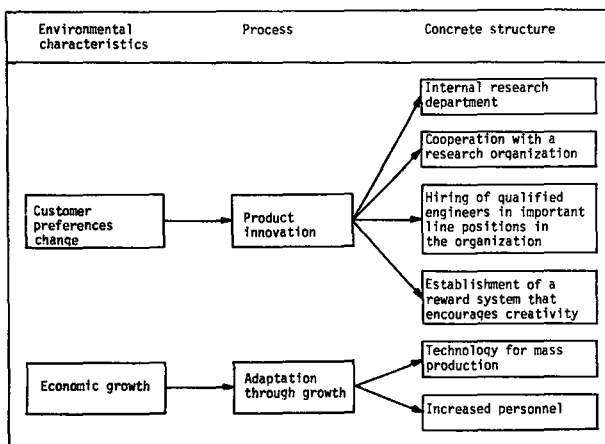 Environmental characteristics
Process
Concrete structure
Internal research
department
Cooperation with a
research organization
Customer
preferences
change
Product
innovation
Hiring of qualified
engineers in important
line positions in
the organization
Establishment of a
reward system that
encourages creativity
Economic growth
Adaptation
through growth
Technology for mass
production
Increased personnel